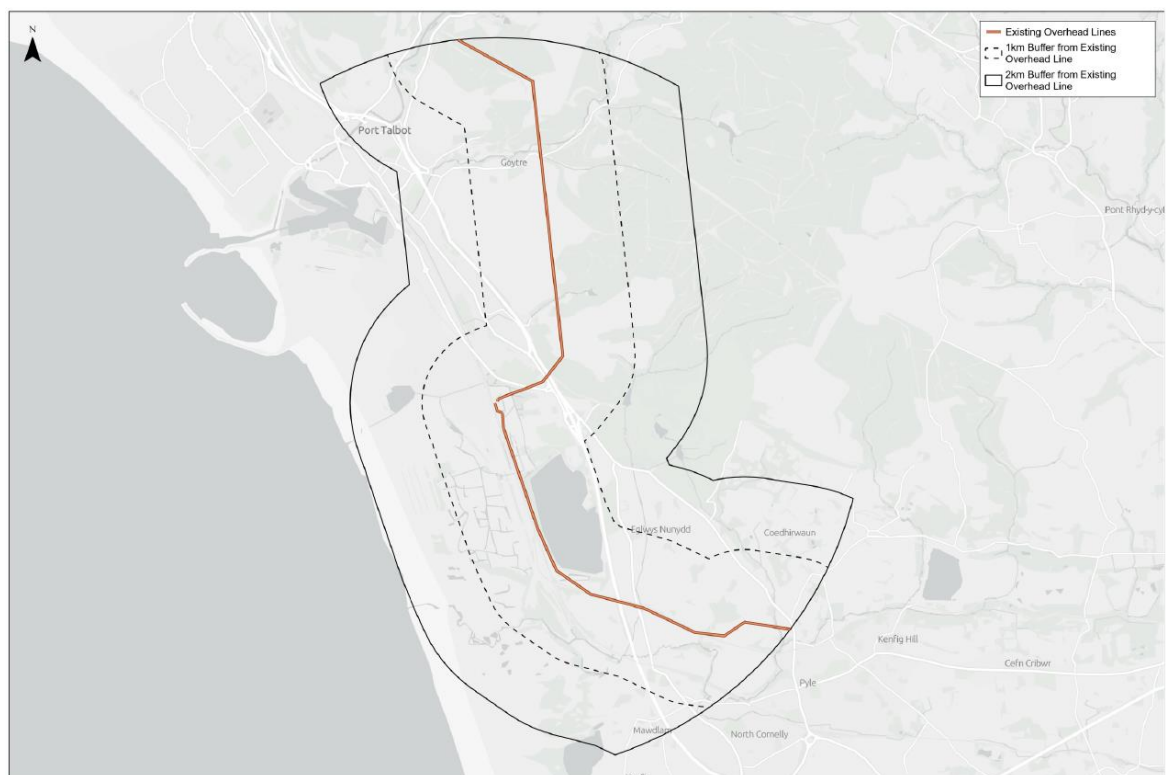 N
Existing Overhead Lines
1km Buffer from Existing
Overhead Line
2km Buffer from Existing
Overhead Line
Port Talbot
Goytre
Pont Rhyd-y-cyf
Eglwys Nunydd
Coedhirwaun
Kenfig Hill
Cefn Cribwr
Pyle
Mawdlam
North Cornelly